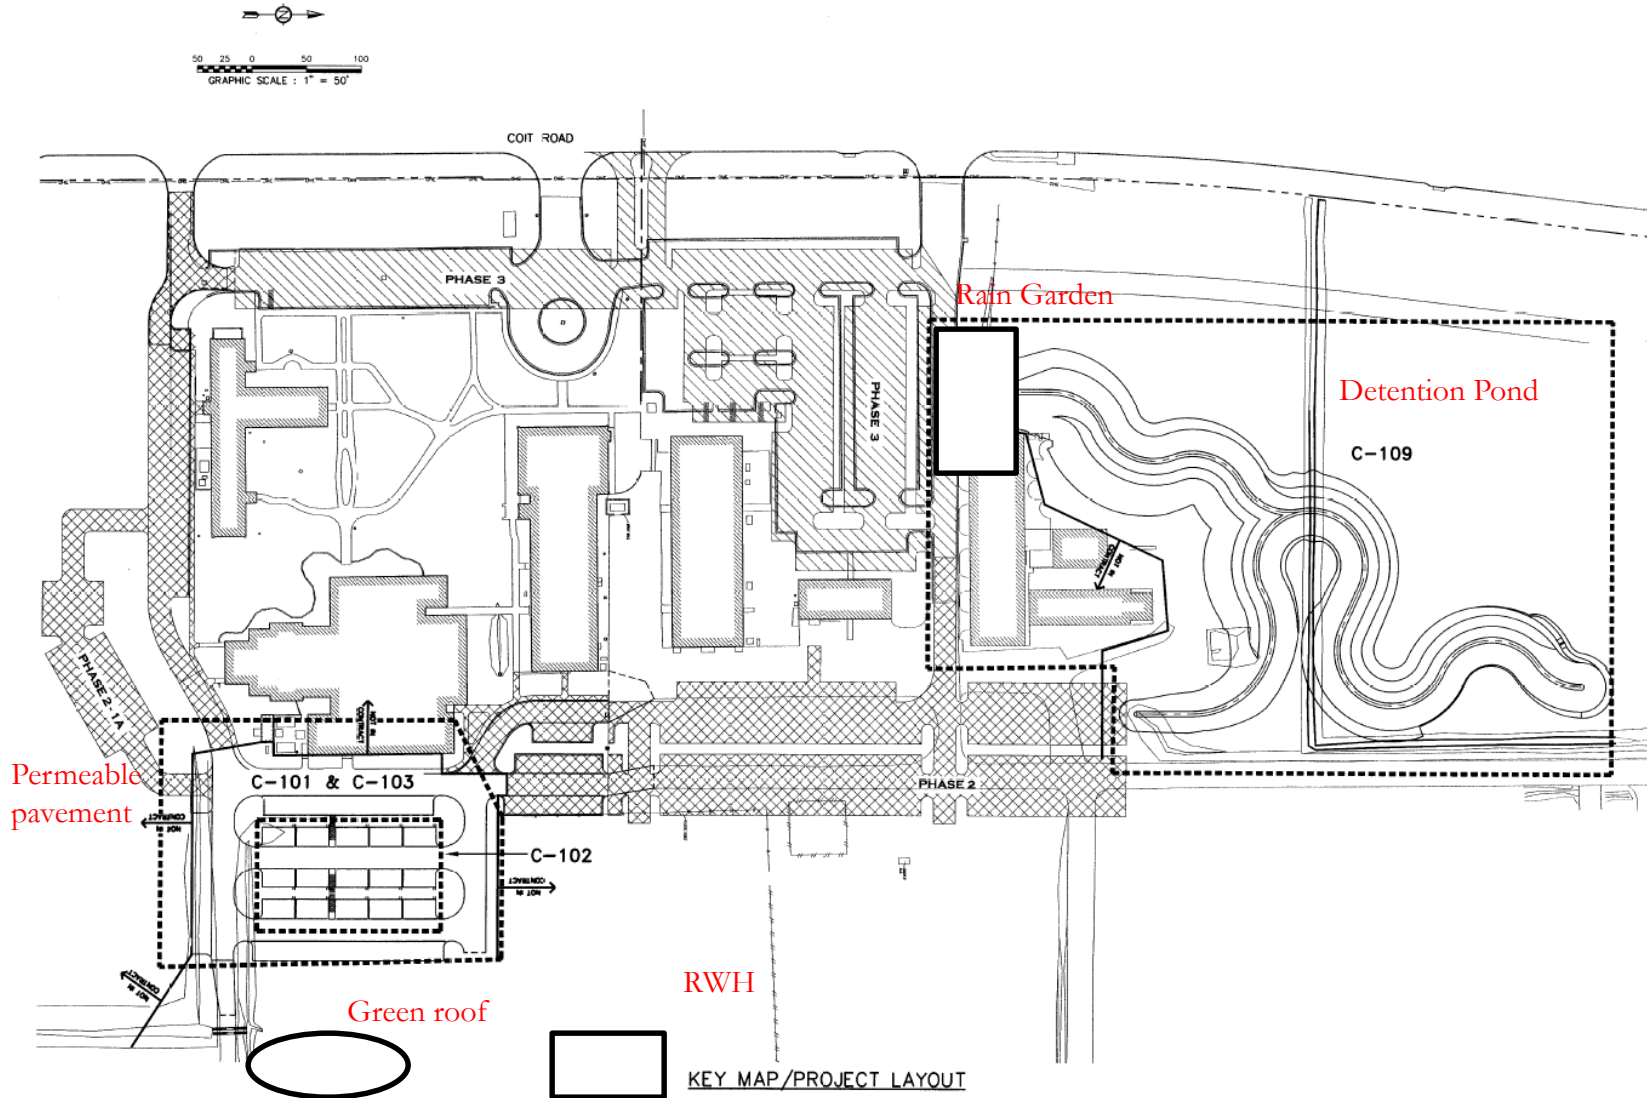 N
50 25 0 50 100
GRAPHIC SCALE : 1" = 50'
COIT ROAD
PHASE 3
Rain Garden
Detention Pond
PHASE 3
C-109
NOT IN
CONTRACT
PHASE 2-1A
NOT IN
CONTRACT
Permeable
pavement
C-101 & C-103
PHASE 2
NOT IN
CONTRACT
C-102
NOT IN
CONTRACT
NOT IN
CONTRACT
RWH
Green roof
KEY MAP/PROJECT LAYOUT